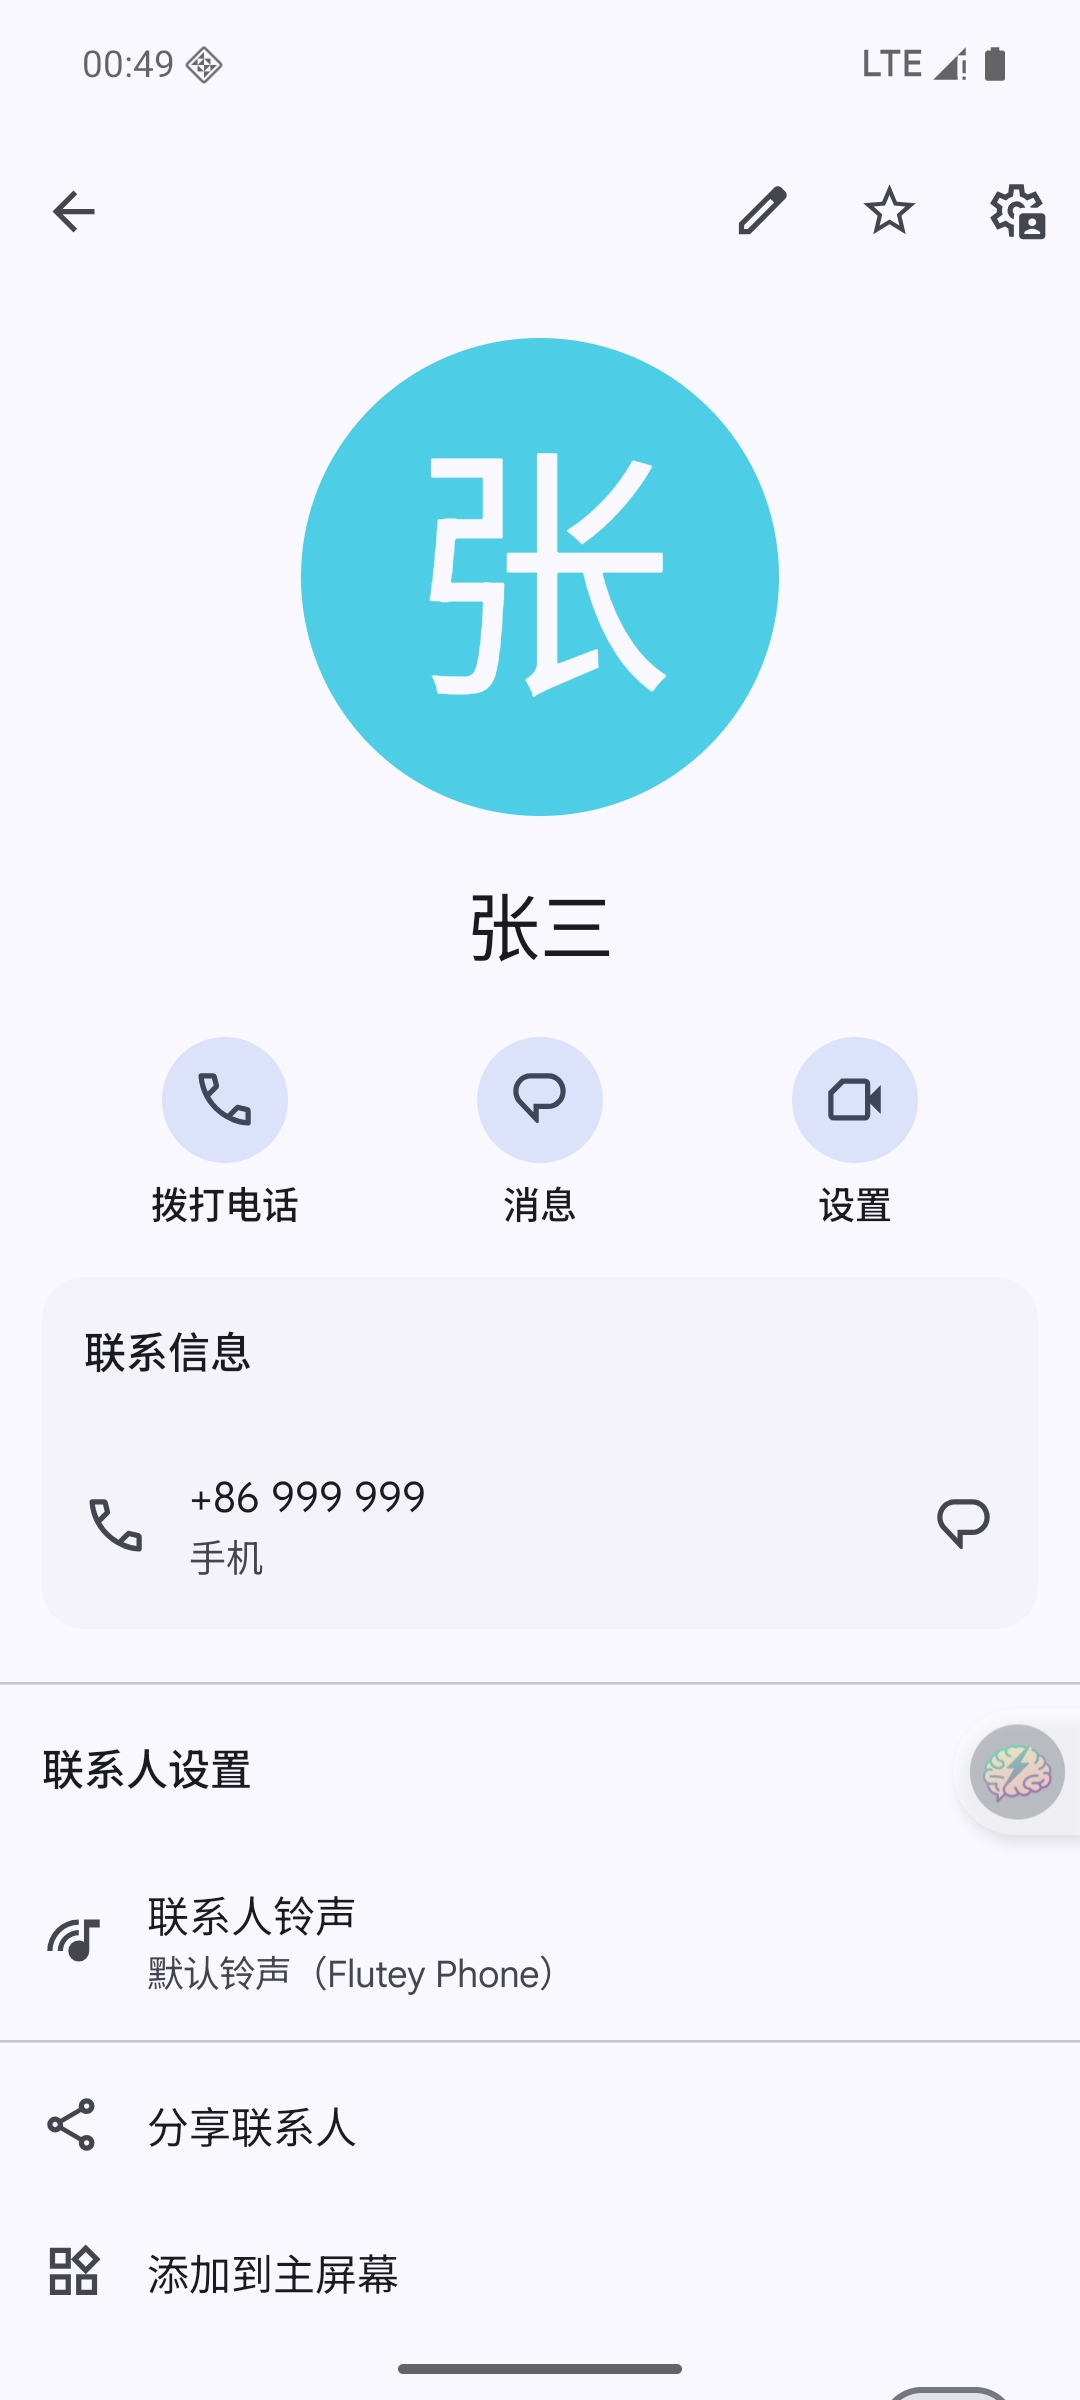 00:49
LTE
张
张三
拨打电话
消息
设置
联系信息
+86 999 999
手机
联系人设置
联系人铃声
默认铃声（Flutey Phone）
分享联系人
添加到主屏幕